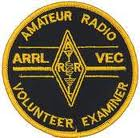 AMATEUR RADIO
ARRL VEC
A
R R
L
VOLUNTEER EXAMINER